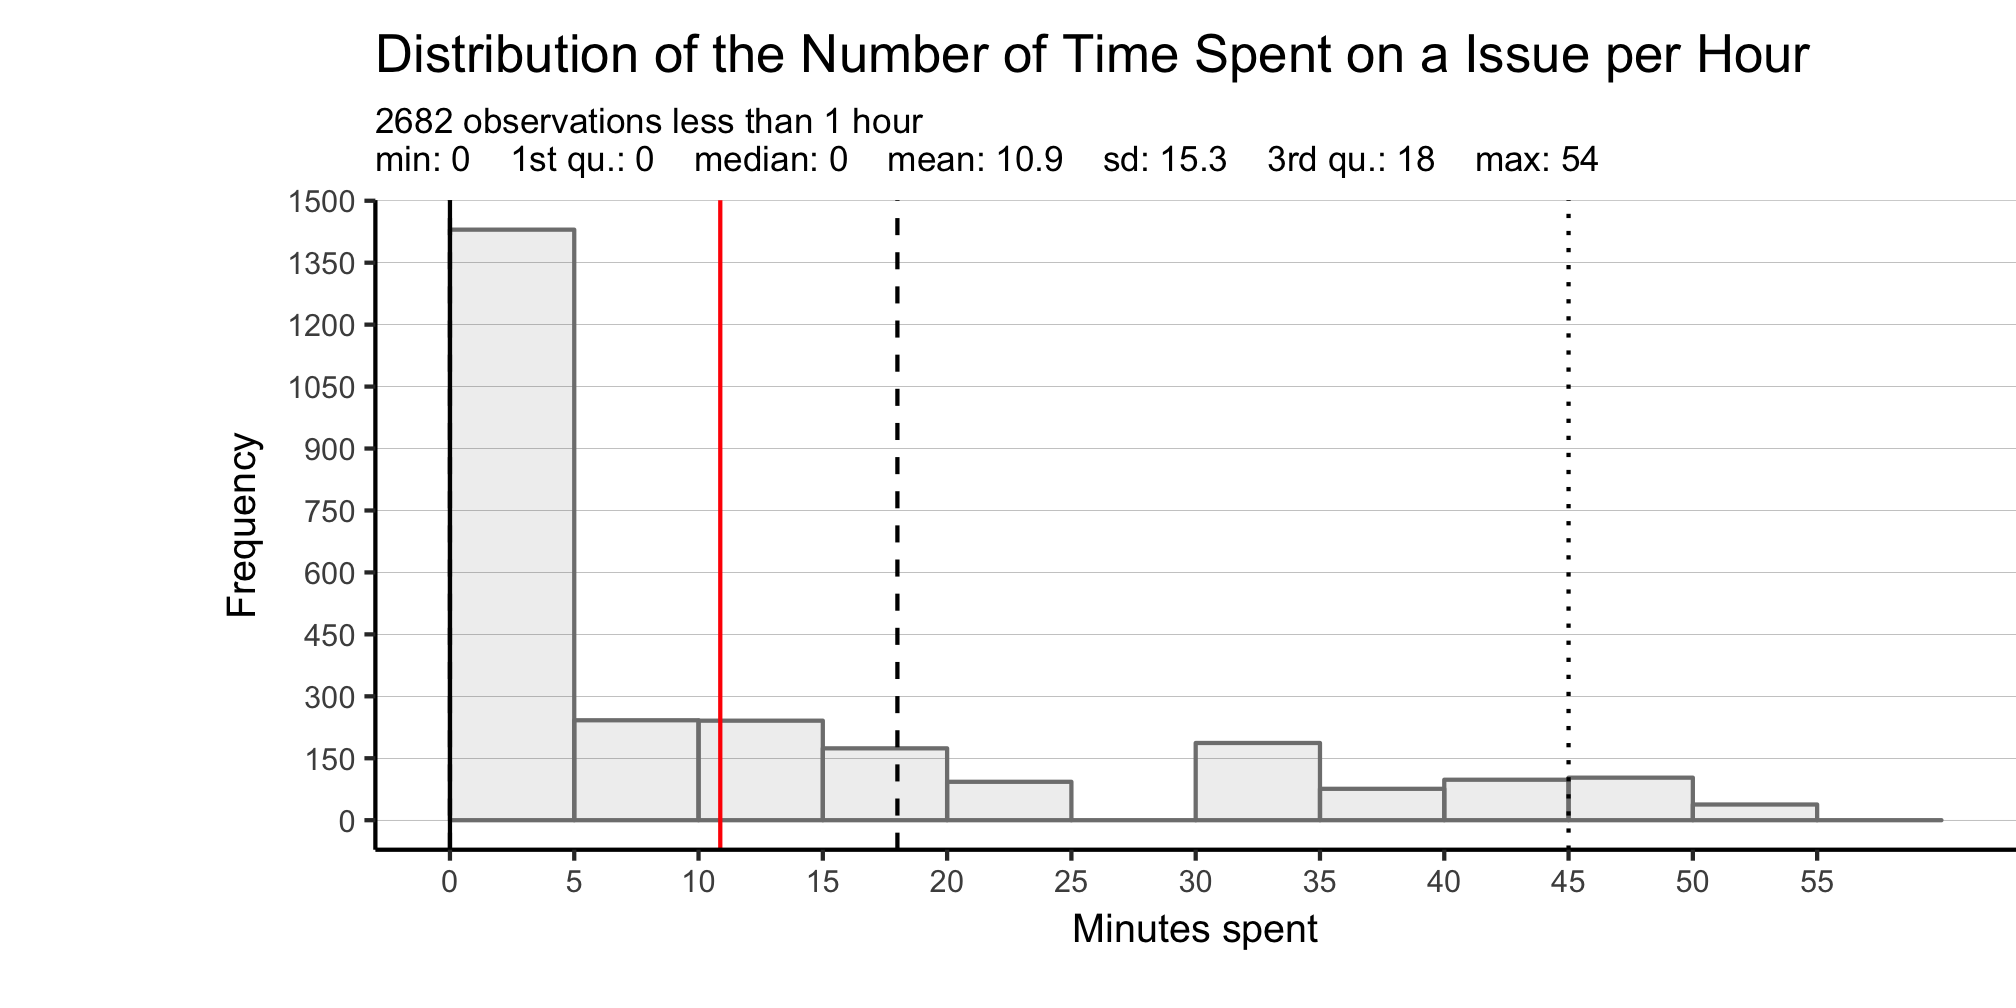 Distribution of the Number of Time Spent on a Issue per Hour
2682 observations less than 1 hour
min: 0 1st qu.: 0 median: 0 mean: 10.9 sd: 15.3 3rd qu.: 18 max: 54
1500
1350
1200
1050
900
750
600
450
300
150
0
Frequency
0 5 10 15 20 25 30 35 40 45 50 55
Minutes spent